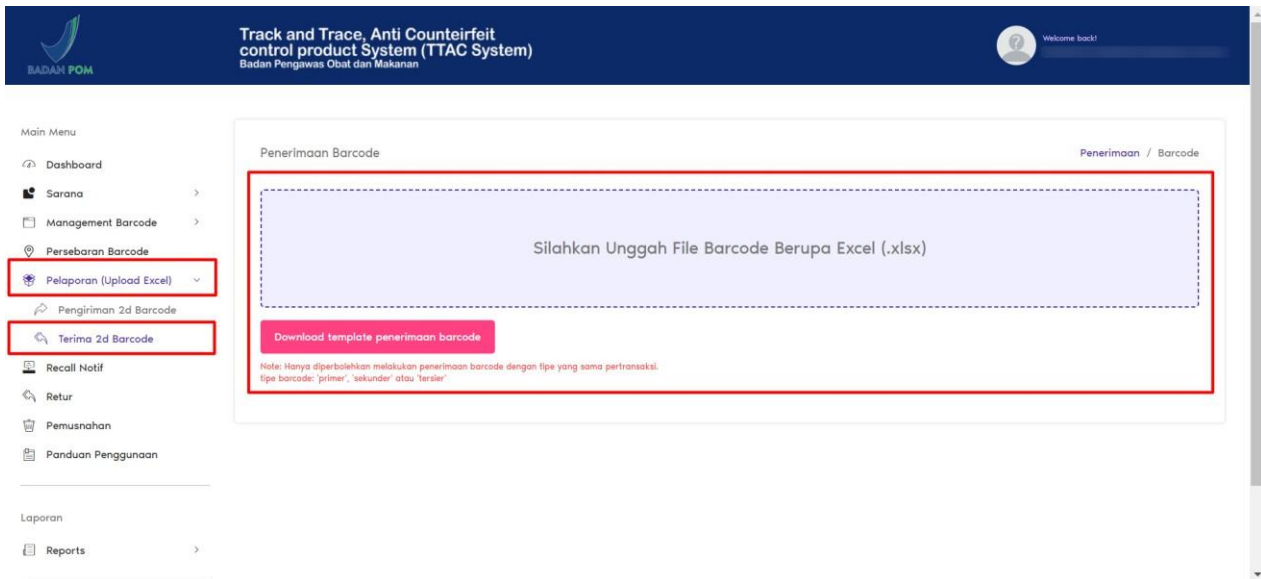 Track and Trace, Anti Counteirfeit
control product System (TTAC System)
Badan Pengawas Obat dan Makanan
BADAN POM
Welcome back!
Main Menu
Dashboard
Sarana
Management Barcode
Persebaran Barcode
Pelaporan (Upload Excel)
Pengiriman 2d Barcode
Terima 2d Barcode
Recall Notif
Retur
Pemusnahan
Panduan Penggunaan
Laporan
Reports
Penerimaan Barcode
Penerimaan / Barcode
Silahkan Unggah File Barcode Berupa Excel (.xlsx)
Download template penerimaan barcode
Note: Hanya diperbolehkan melakukan penerimaan barcode dengan tipe yang sama pertransaksi.
tipe barcode: 'primer', 'sekunder' atau 'tersier'